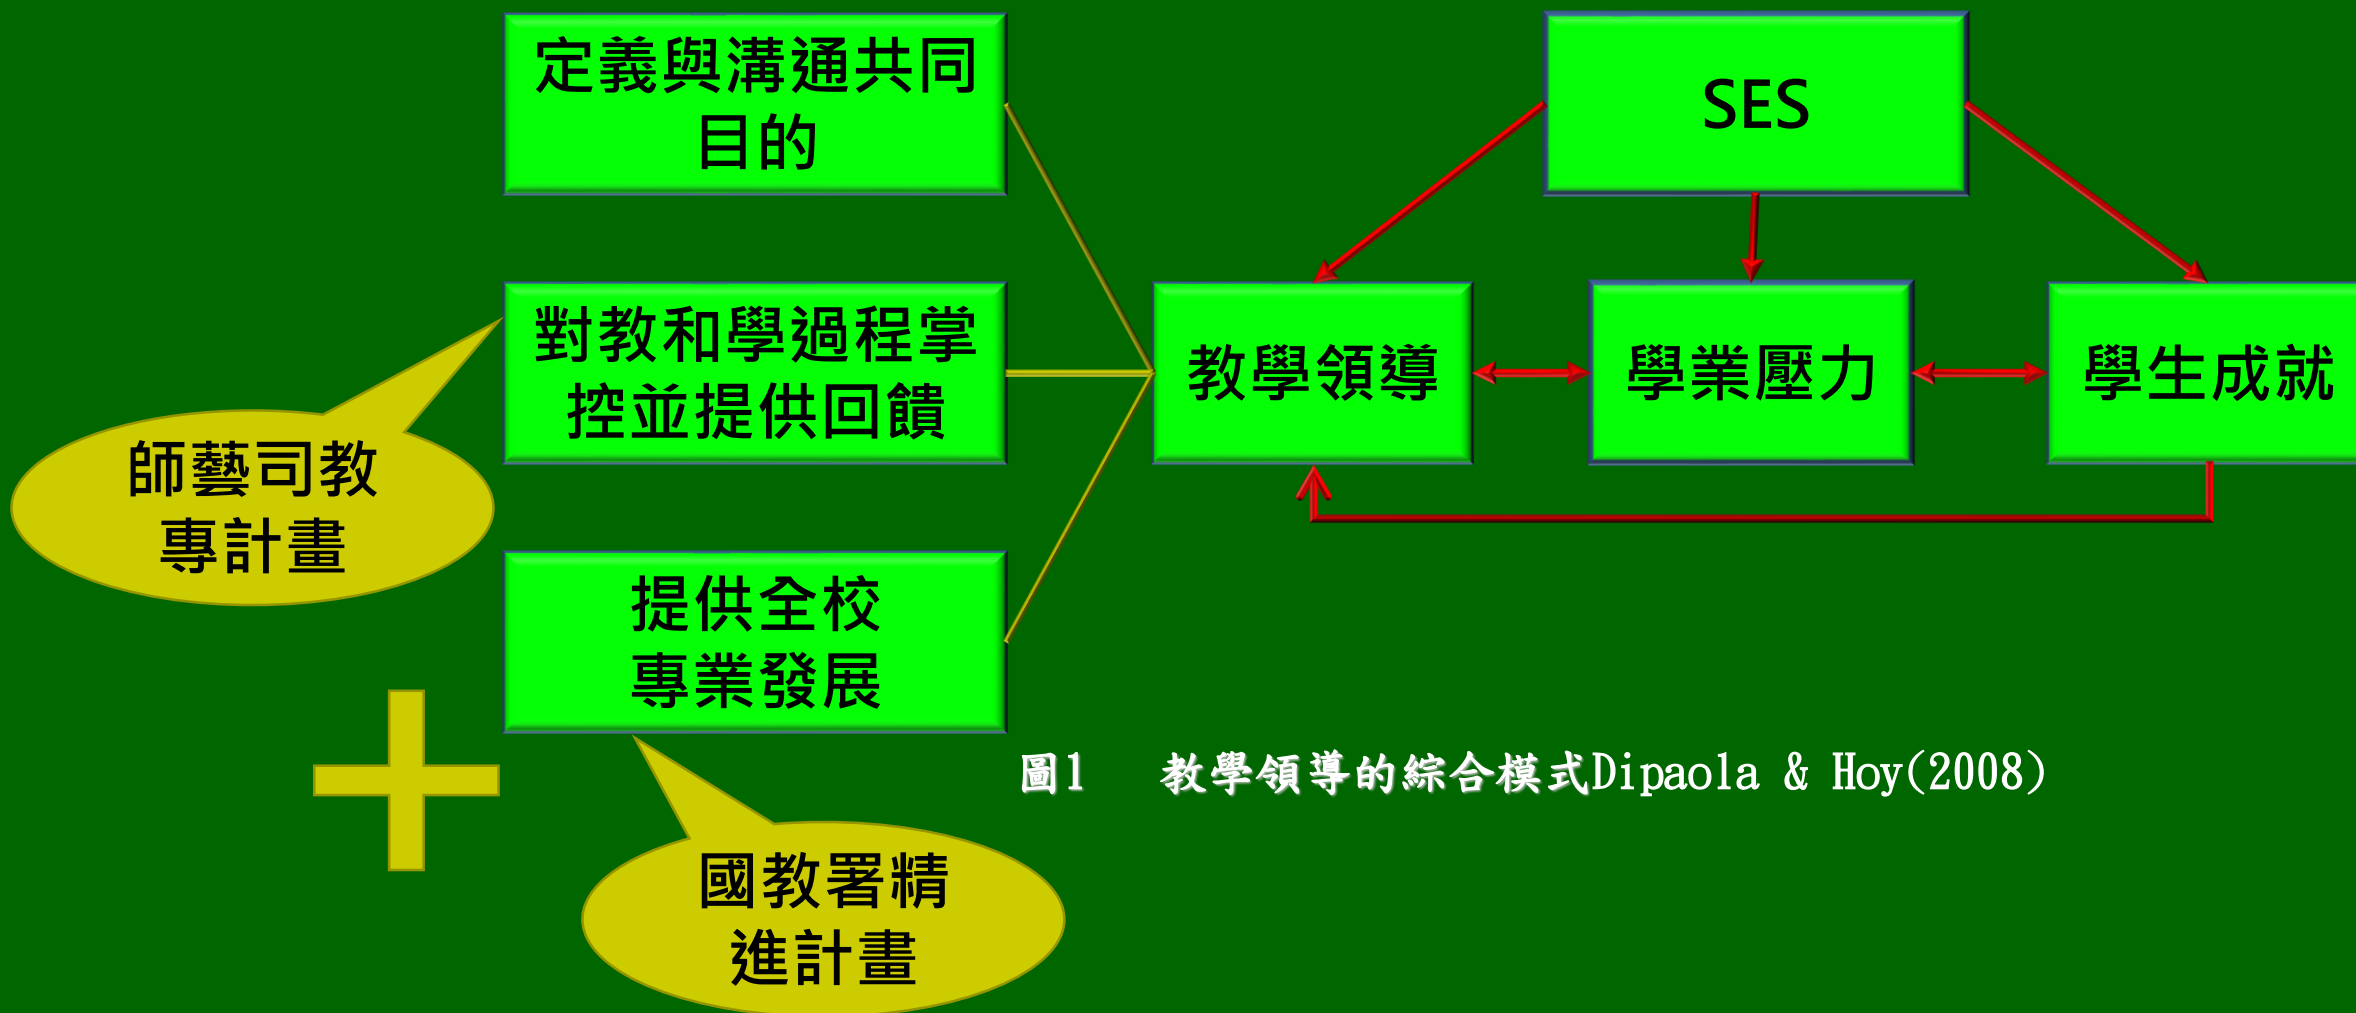 定義與溝通共同
目的
SES
對教和學過程掌
控並提供回饋
教學領導
學業壓力
學生成就
師藝司教
專計畫
提供全校
專業發展
圖1 教學領導的綜合模式Dipaola & Hoy(2008)
國教署精
進計畫